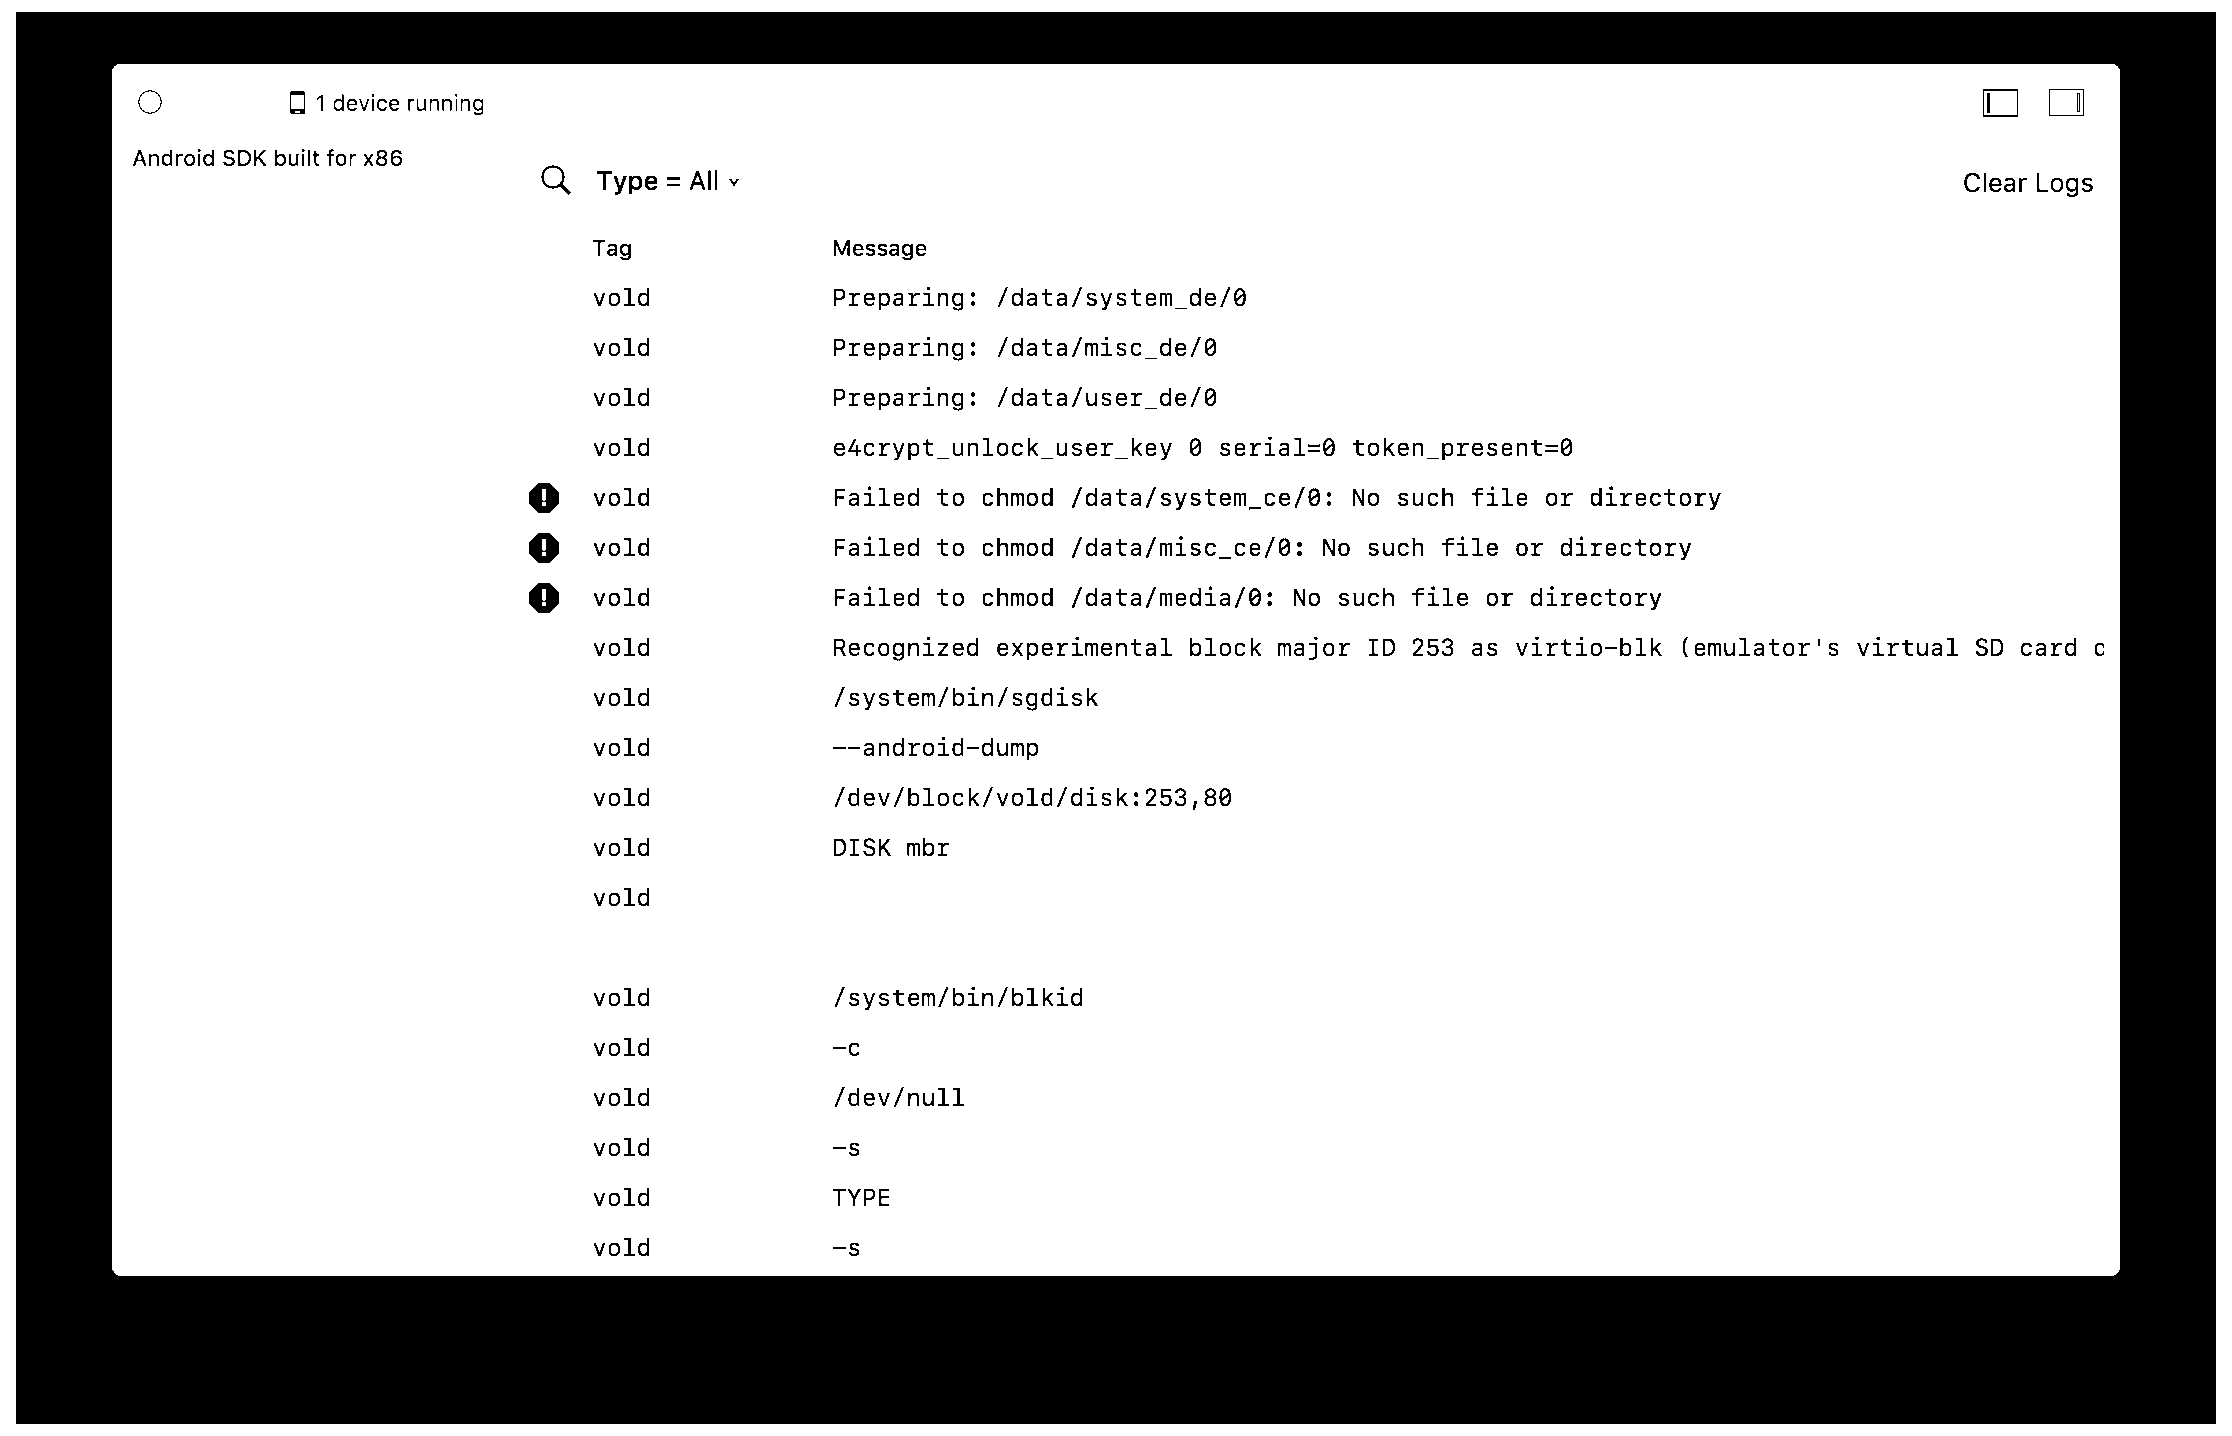 1 device running
Android SDK built for x86
Type = All
Clear Logs
Tag Message
vold Preparing: /data/system_de/0
vold Preparing: /data/misc_de/0
vold Preparing: /data/user_de/0
vold e4crypt_unlock_user_key 0 serial=0 token_present=0
vold Failed to chmod /data/system_ce/0: No such file or directory
vold Failed to chmod /data/misc_ce/0: No such file or directory
vold Failed to chmod /data/media/0: No such file or directory
vold Recognized experimental block major ID 253 as virtio-blk (emulator's virtual SD card
vold /system/bin/sgdisk
vold --android-dump
vold /dev/block/vold/disk:253,80
vold DISK mbr
vold
vold /system/bin/blkid
vold -c
vold /dev/null
vold -s
vold TYPE
vold -s